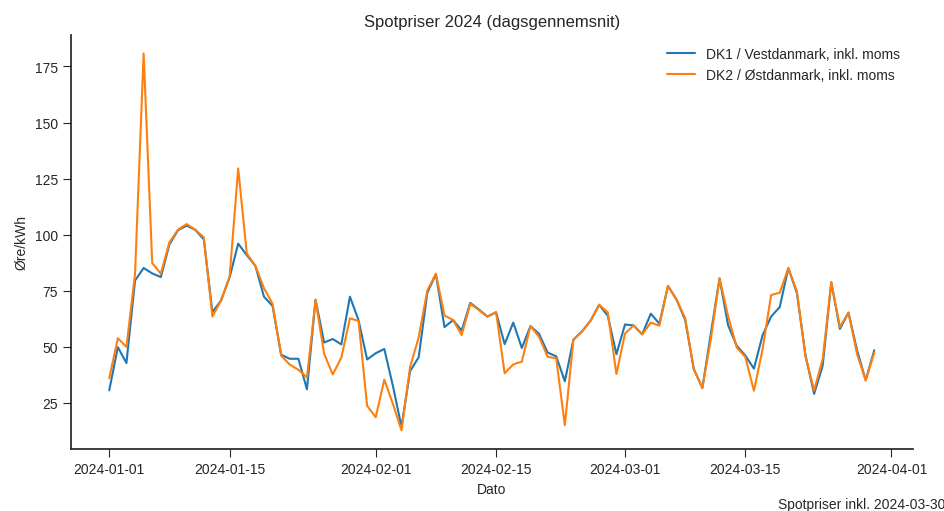 Spotpriser 2024 (dagsgennemsnit)
DK1 / Vestdanmark, inkl. moms
DK2 / Østdanmark, inkl. moms
Øre/kWh
175
150
125
100
75
50
25
2024-01-01
2024-01-15
2024-02-01
2024-02-15
2024-03-01
2024-03-15
2024-04-01
Dato
Spotpriser inkl. 2024-03-30